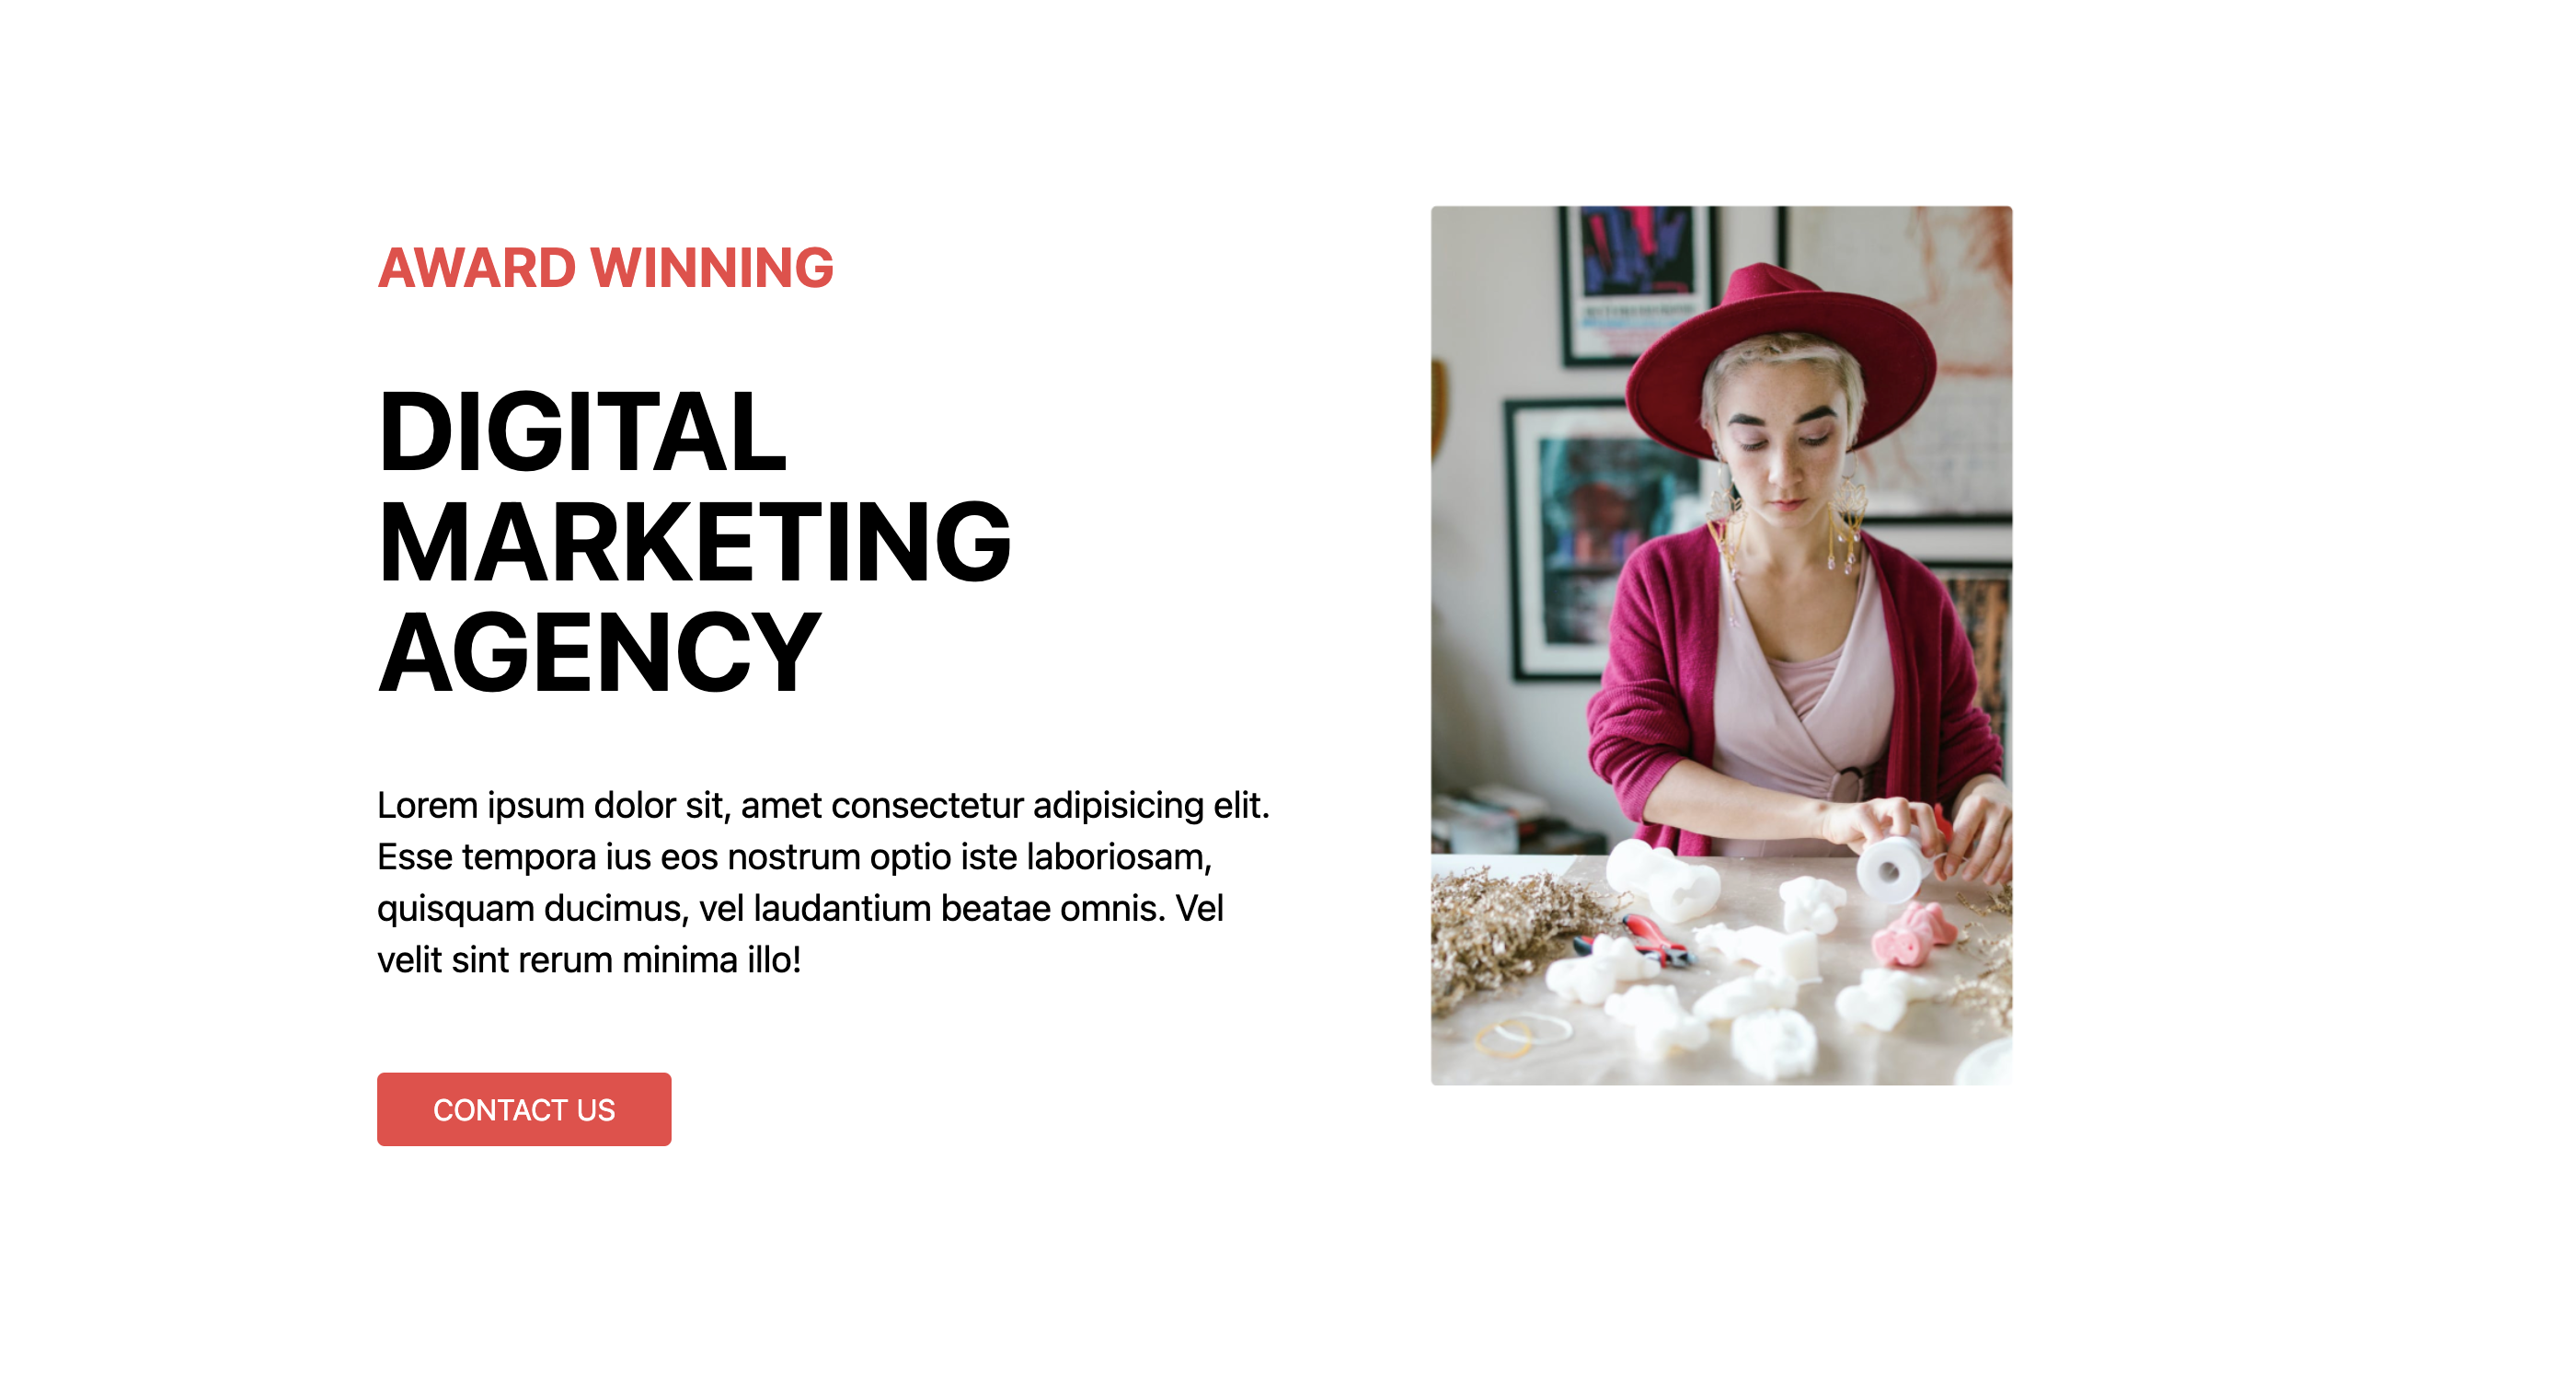 AWARD WINNING
DIGITAL
MARKETING
AGENCY
Lorem ipsum dolor sit, amet consectetur adipisicing elit.
Esse tempora ius eos nostrum optio iste laboriosam,
quisquam ducimus, vel laudantium beatae omnis. Vel
velit sint rerum minima illo!
CONTACT US